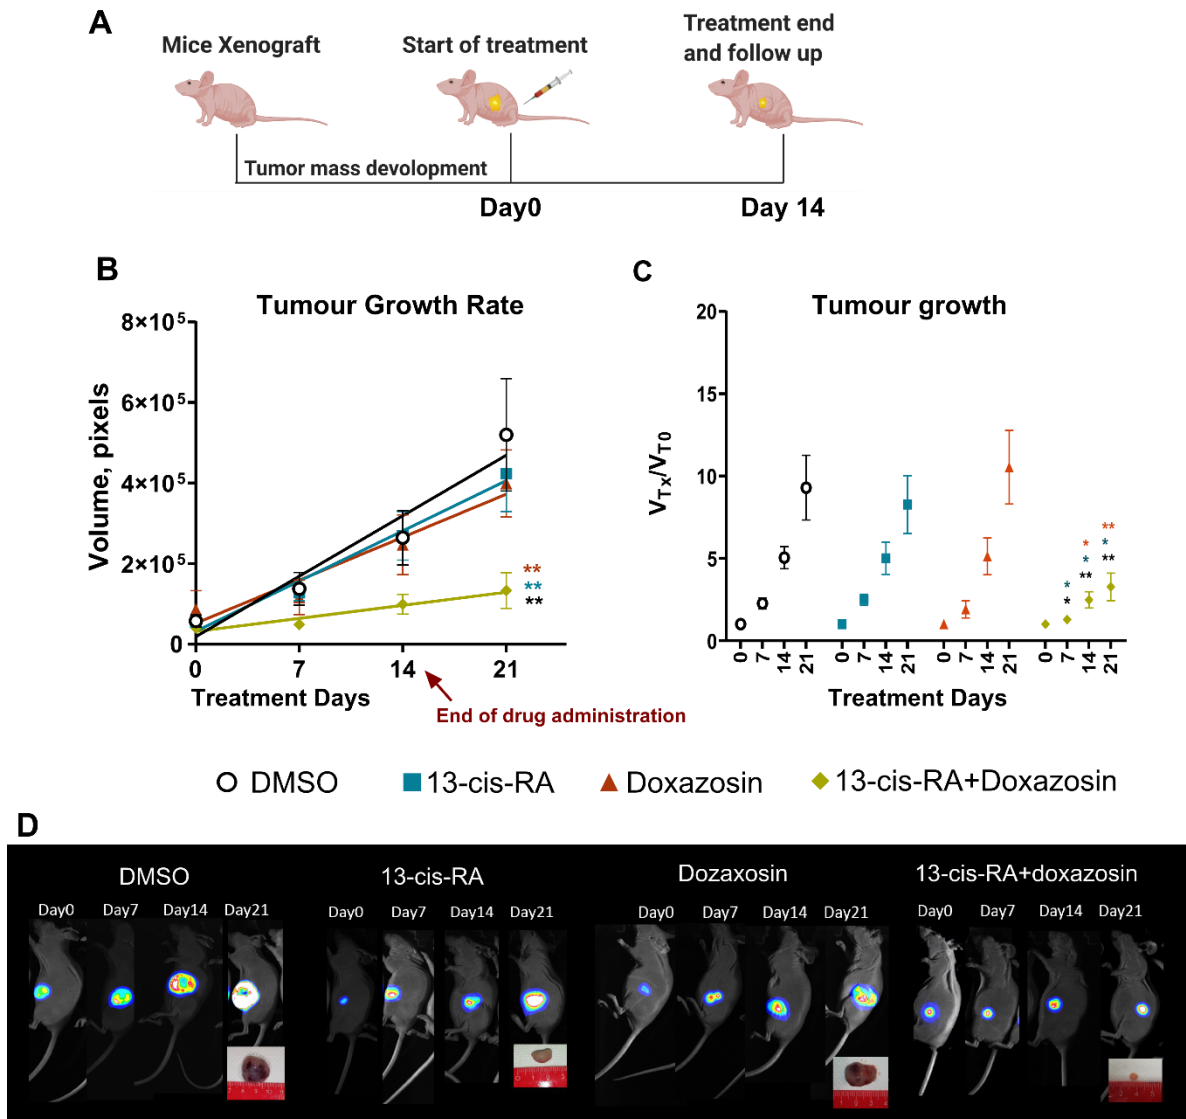 A
Mice Xenograft
Start of treatment
Treatment end
and follow up
Tumor mass devolopment
Day0
Day 14
B
Tumour Growth Rate
Volume, pixels
8×10⁵
6×10⁵
4×10⁵
2×10⁵
0
**
**
**
0 7 14 21
Treatment Days
End of drug administration
C
Tumour growth
V_Tx/V_T0
20
15
10
5
0
* *
* * **
** * **
0 7 14 21 0 7 14 21 0 7 14 21 0 7 14 21
Treatment Days
DMSO 13-cis-RA Doxazosin 13-cis-RA+Doxazosin
D
DMSO
Day0 Day7 Day14 Day21
13-cis-RA
Day0 Day7 Day14 Day21
Dozaxosin
Day0 Day7 Day14 Day21
13-cis-RA+doxazosin
Day0 Day7 Day14 Day21